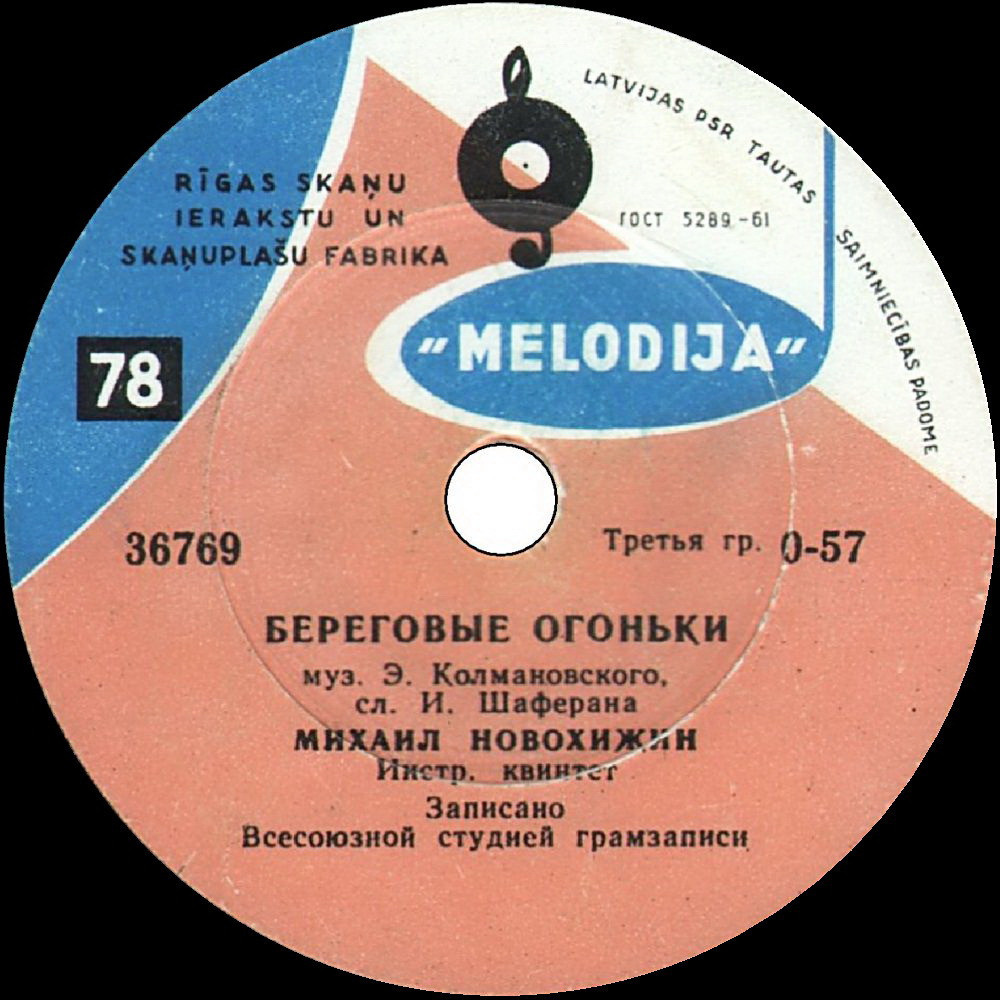 LATVIJAS PSR TAUTAS SAIMNIECĪBAS PADOME
RĪGAS SKAŅU
IERAKSTU UN
SKAŅUPLAŠU FABRIKA
ГОСТ 5289-61
"MELODIJA"
78
36769
Третья гр. 0-57
БЕРЕГОВЫЕ ОГОНЬКИ
муз. Э. Колмановского,
сл. И. Шаферана
МИХАИЛ НОВОХИЖИН
Инстр. квинтет
Записано
Всесоюзной студией грамзаписи